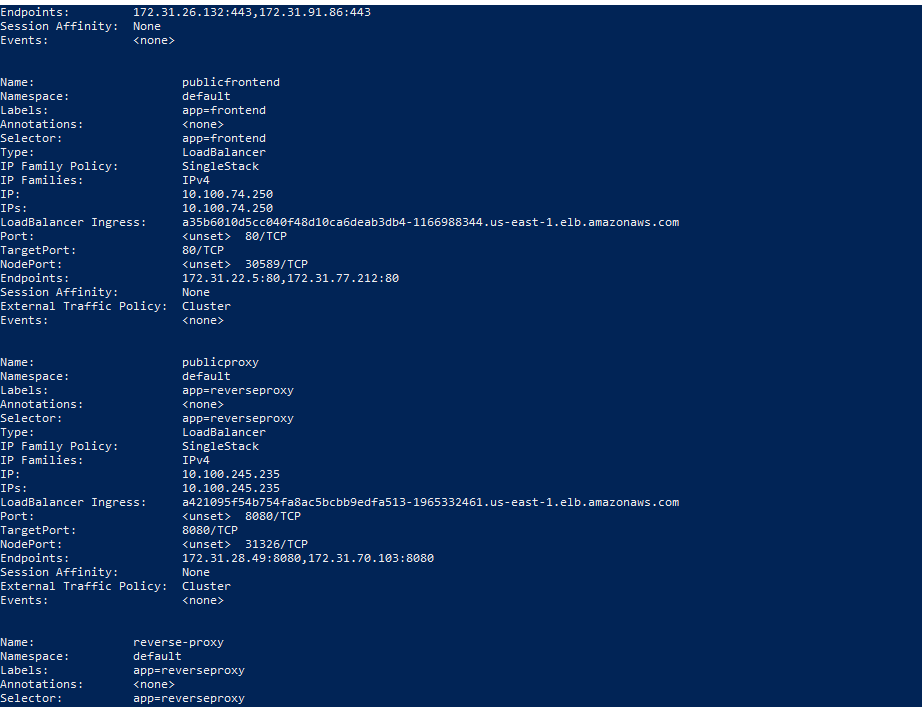 Endpoints:         172.31.26.132:443,172.31.91.86:443
Session Affinity:  None
Events:            <none>
Name:                     publicfrontend
Namespace:                default
Labels:                   app=frontend
Annotations:              <none>
Selector:                 app=frontend
Type:                     LoadBalancer
IP Family Policy:         SingleStack
IP Families:              IPv4
IP:                       10.100.74.250
IPs:                      10.100.74.250
LoadBalancer Ingress:     a35b6010d5cc040f48d10ca6deab3db4-1166988344.us-east-1.elb.amazonaws.com
Port:                     <unset>  80/TCP
TargetPort:               80/TCP
NodePort:                 <unset>  30589/TCP
Endpoints:                172.31.22.5:80,172.31.77.212:80
Session Affinity:         None
External Traffic Policy:  Cluster
Events:                   <none>
Name:                     publicproxy
Namespace:                default
Labels:                   app=reverseproxy
Annotations:              <none>
Selector:                 app=reverseproxy
Type:                     LoadBalancer
IP Family Policy:         SingleStack
IP Families:              IPv4
IP:                       10.100.245.235
IPs:                      10.100.245.235
LoadBalancer Ingress:     a421095f54b754fa8ac5bcbb9edfa513-1965332461.us-east-1.elb.amazonaws.com
Port:                     <unset>  8080/TCP
TargetPort:               8080/TCP
NodePort:                 <unset>  31326/TCP
Endpoints:                172.31.28.49:8080,172.31.70.103:8080
Session Affinity:         None
External Traffic Policy:  Cluster
Events:                   <none>
Name:              reverse-proxy
Namespace:         default
Labels:            app=reverseproxy
Annotations:       <none>
Selector:          app=reverseproxy